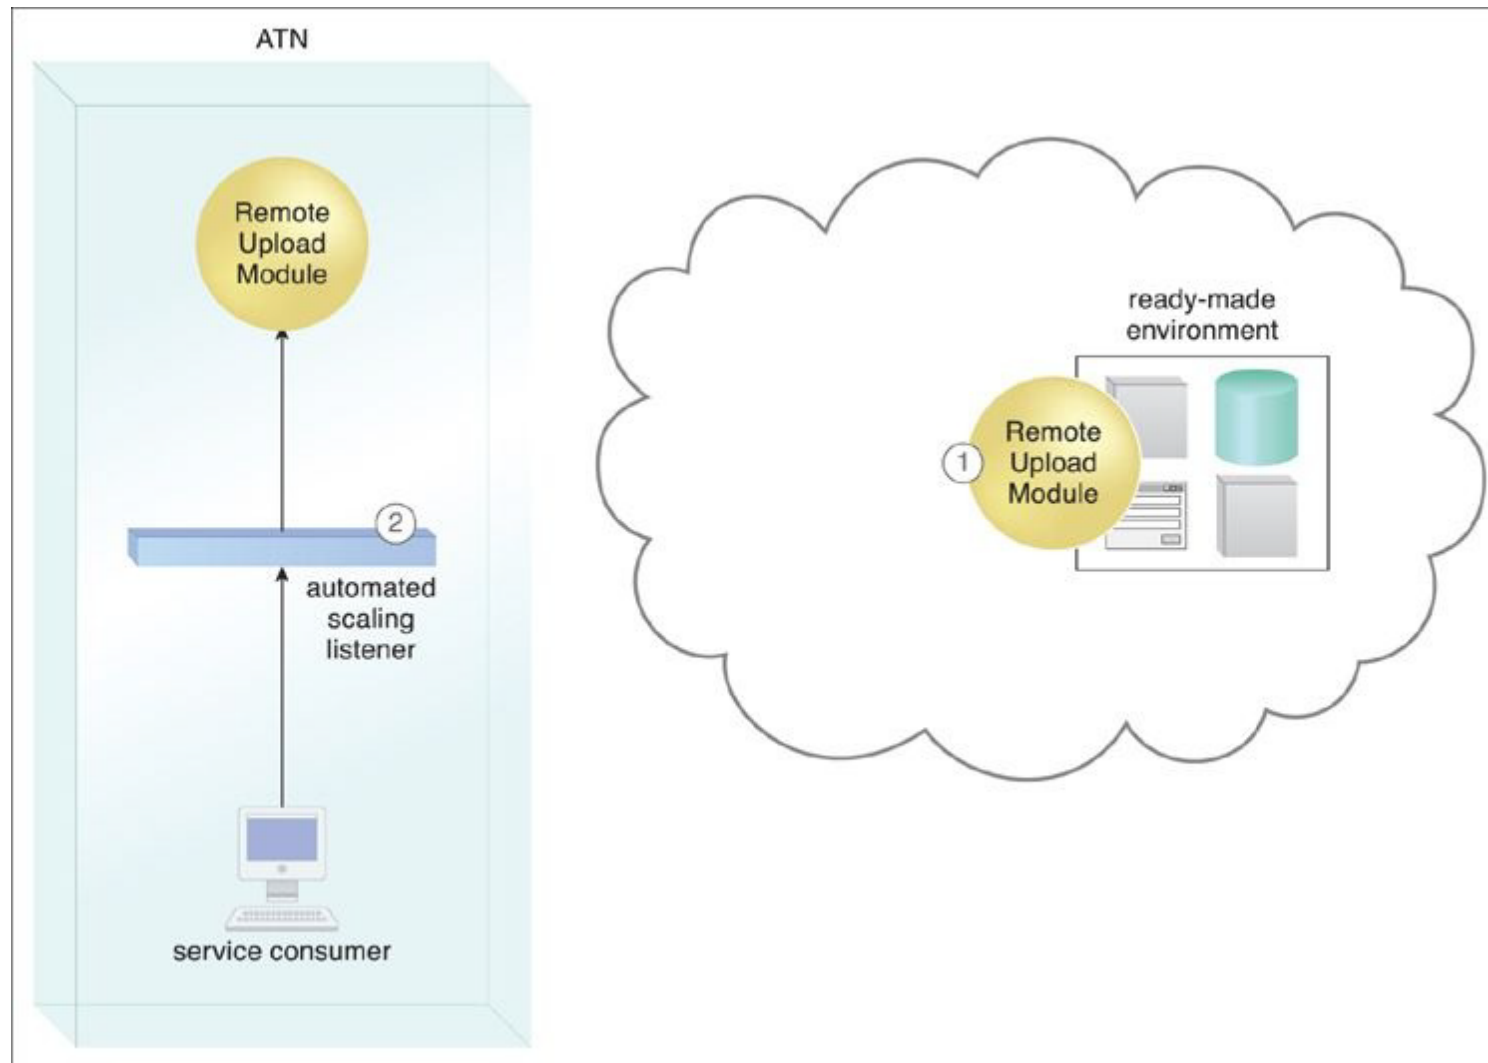 ATN
Remote
Upload
Module
2
automated
scaling
listener
service consumer
ready-made
environment
1
Remote
Upload
Module